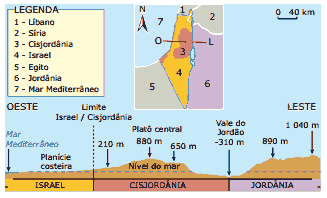 LEGENDA
1 - Líbano
2 - Síria
3 - Cisjordânia
4 - Israel
5 - Egito
6 - Jordânia
7 - Mar Mediterrâneo
N
0 40 km
1
7
2
O
L
3
4
5
6
OESTE
Limite
Israel / Cisjordânia
LESTE
Mar
Mediterrâneo
Planície
costeira
210 m
Platô central
880 m
650 m
Nível do mar
Vale do
Jordão
-310 m
890 m
1 040 m
ISRAEL
CISJORDÂNIA
JORDÂNIA